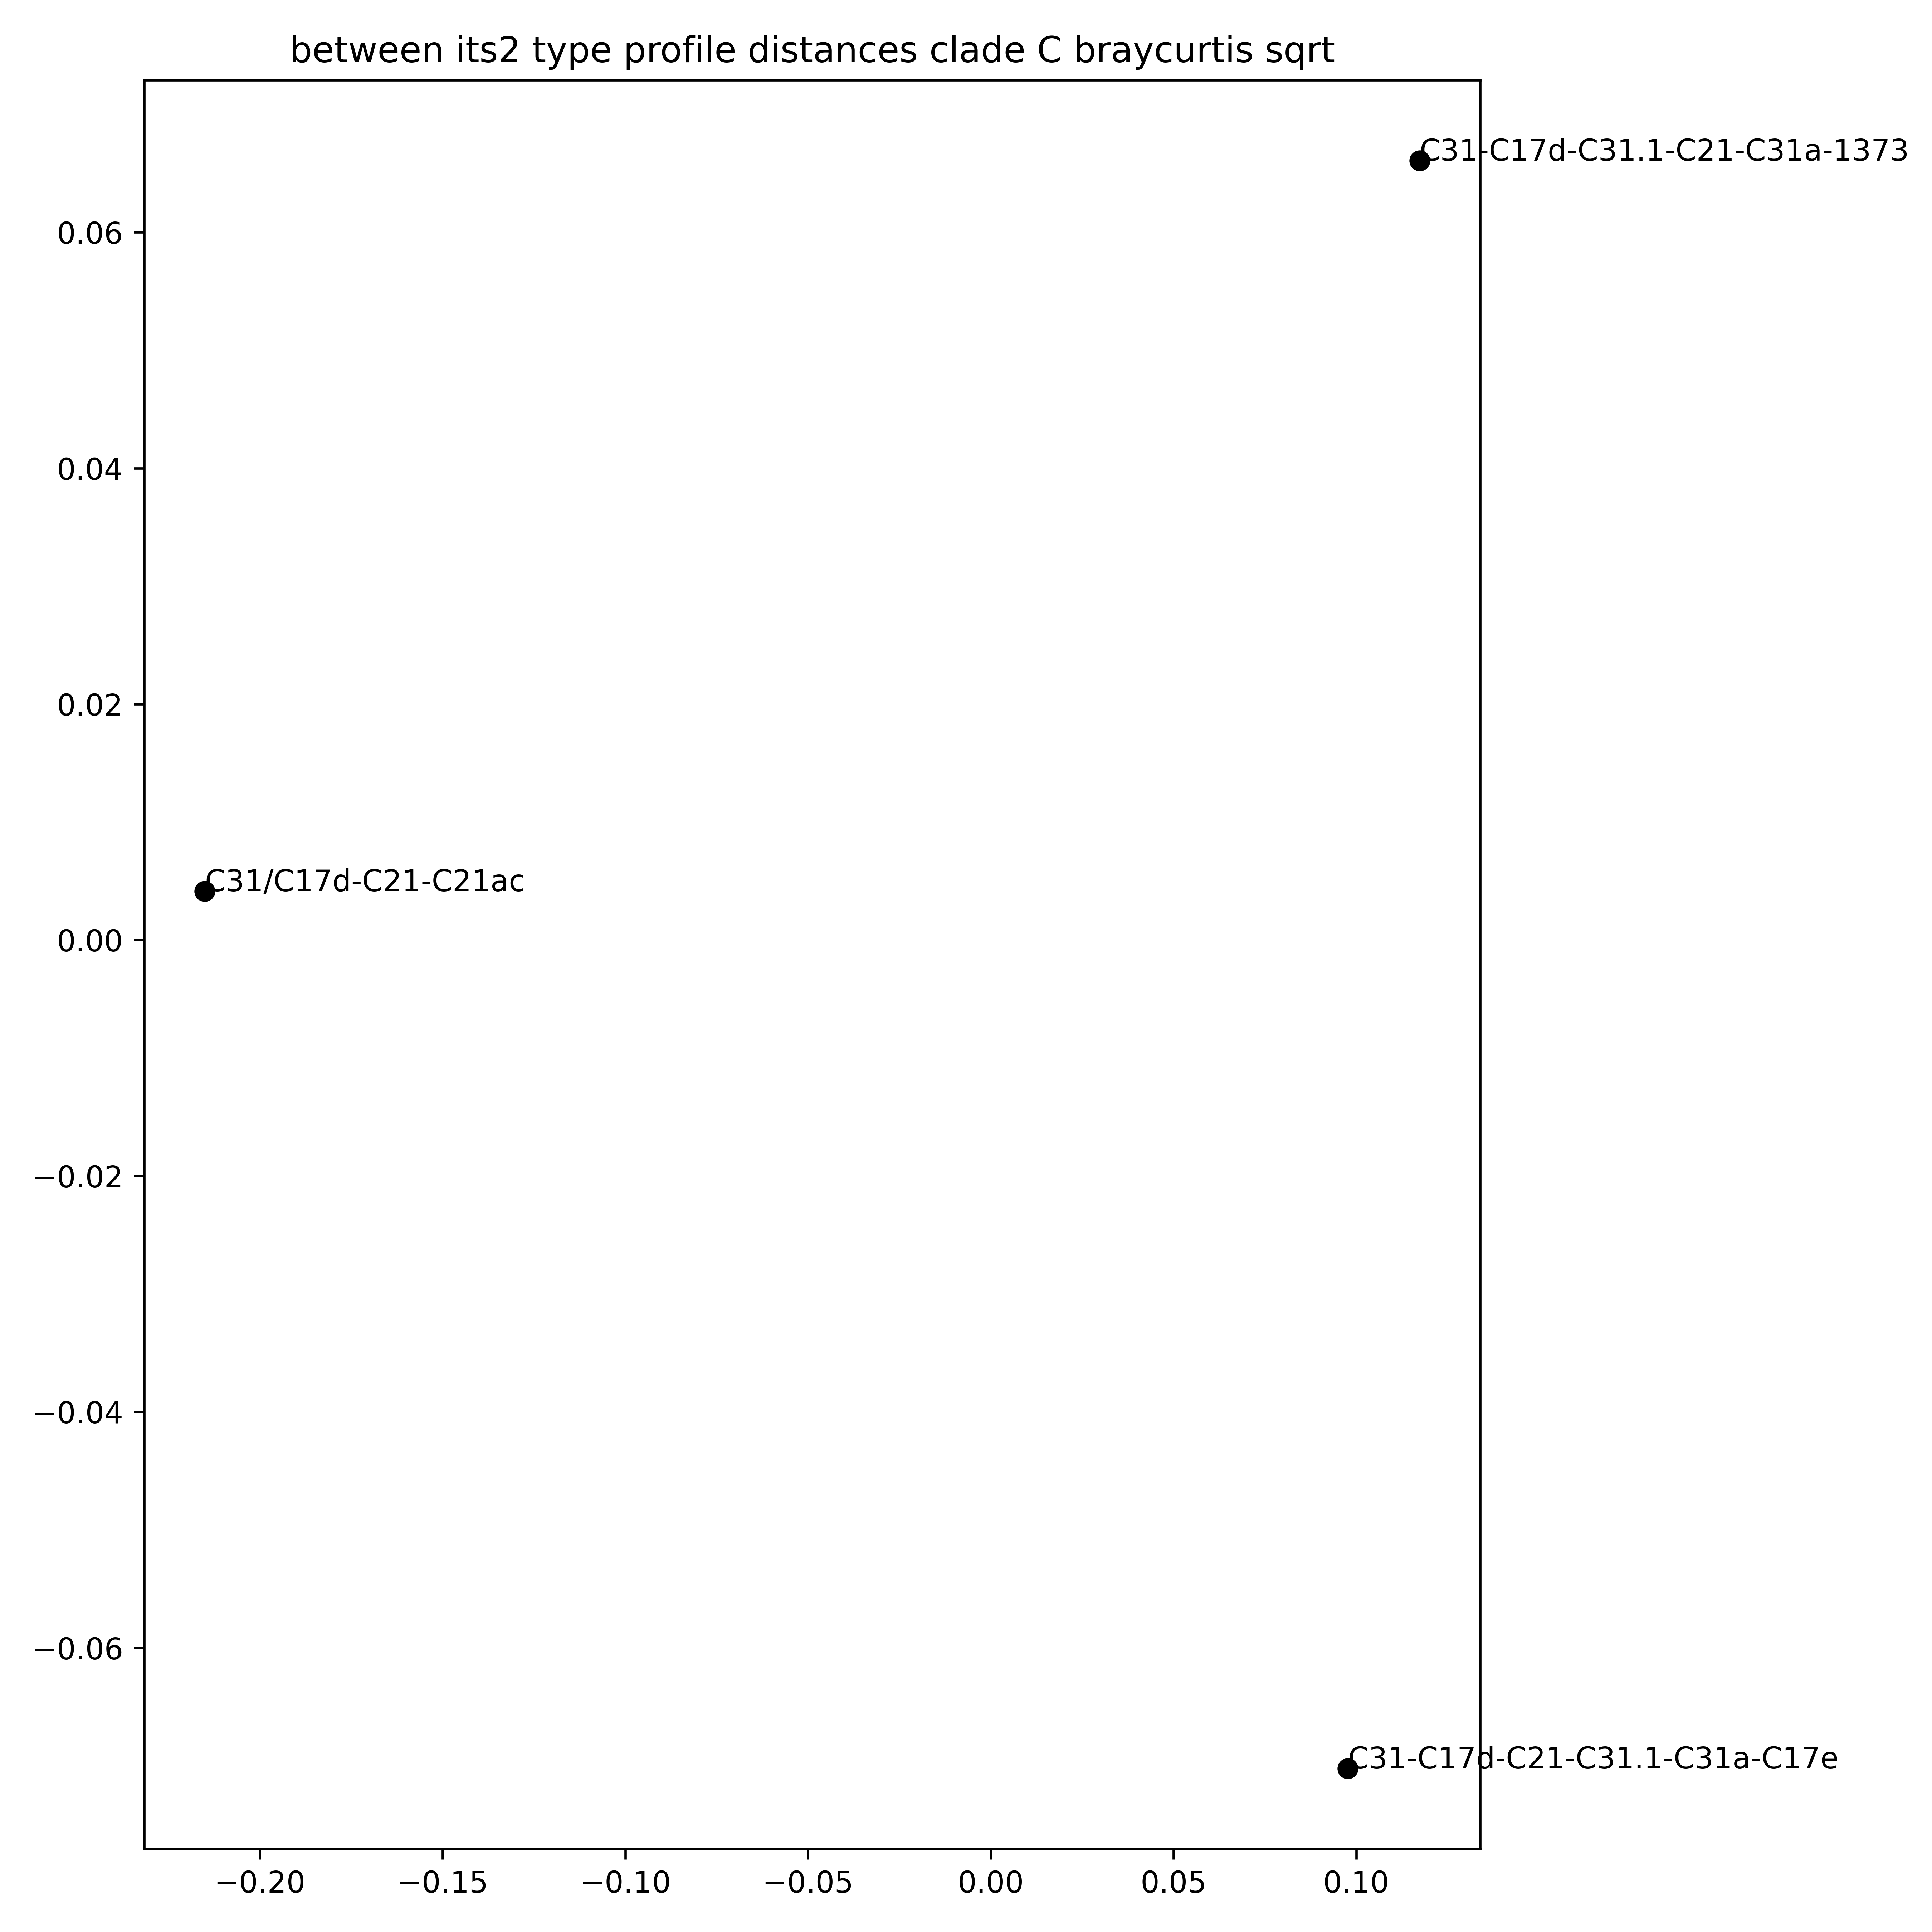 between its2 type profile distances clade C braycurtis sqrt
C31-C17d-C31.1-C21-C31a-1373
0.06
0.04
0.02
C31/C17d-C21-C21ac
0.00
−0.02
−0.04
−0.06
C31-C17d-C21-C31.1-C31a-C17e
−0.20 −0.15 −0.10 −0.05 0.00 0.05 0.10